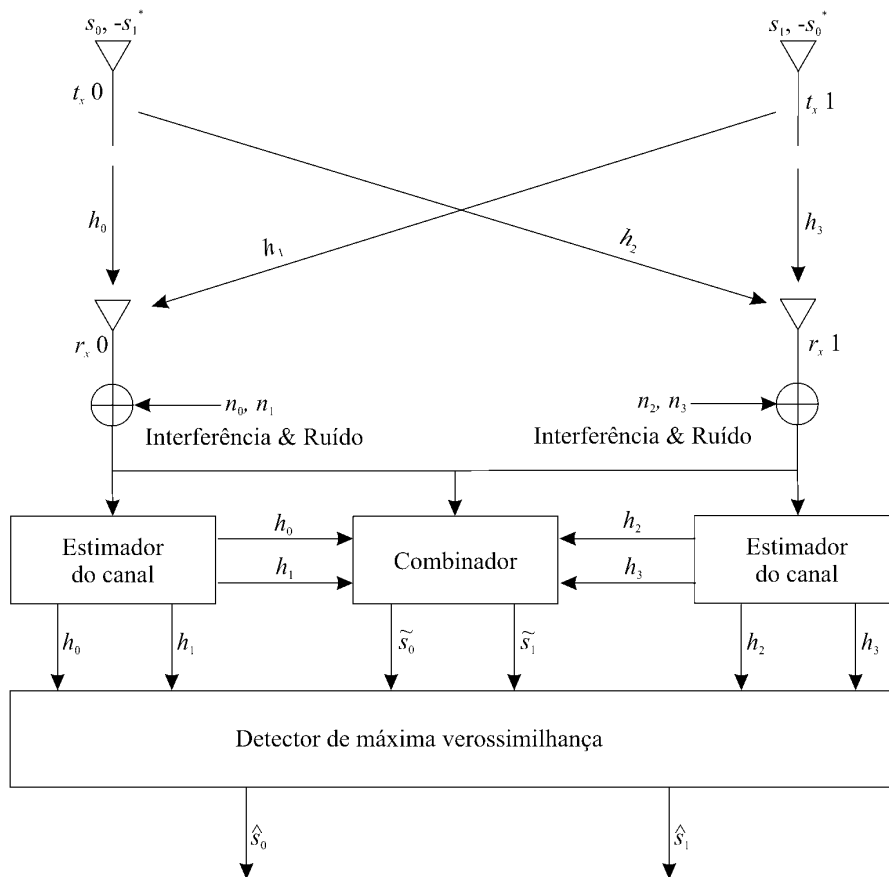 s₀, -s₁*
s₁, -s₀*
tₓ 0
tₓ 1
h₀
h₁
h₂
h₃
rₓ 0
rₓ 1
n₀, n₁
n₂, n₃
Interferência & Ruído
Interferência & Ruído
Estimador
do canal
h₀
h₁
Combinador
h₂
h₃
Estimador
do canal
h₀
h₁
s̃₀
s̃₁
h₂
h₃
Detector de máxima verossimilhança
ŝ₀
ŝ₁